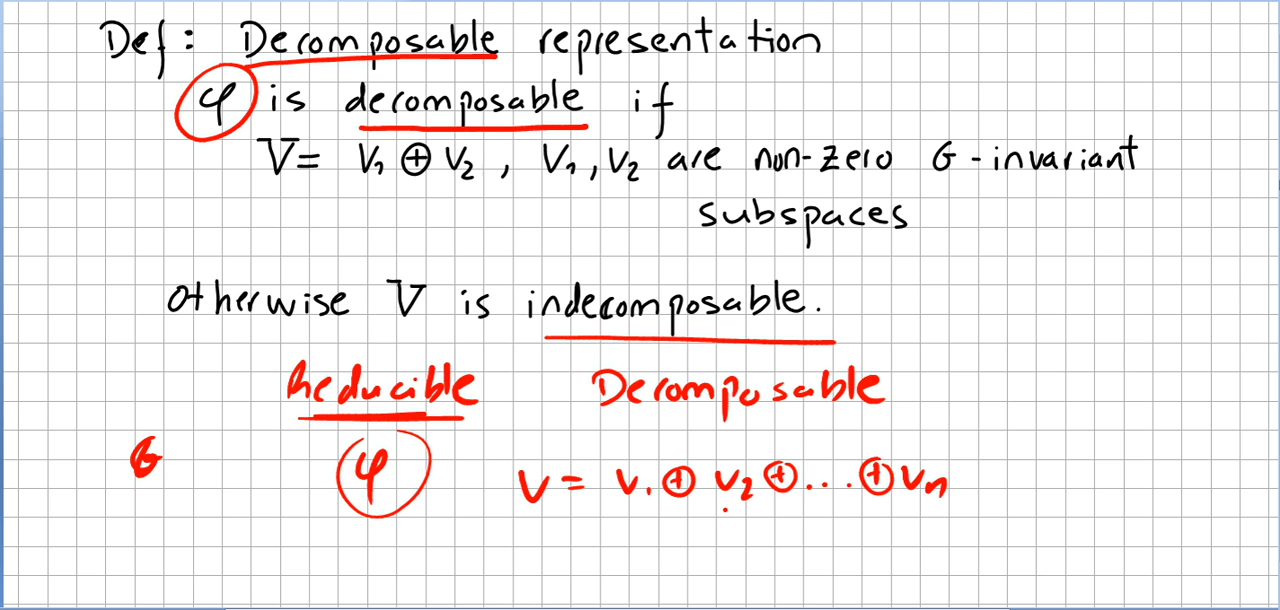 Def: Decomposable representation
φ is decomposable if
V = V₁ ⊕ V₂, V₁, V₂ are non-zero G-invariant
subspaces
Otherwise V is indecomposable.
Reducible Decomposable
G φ V = V₁ ⊕ V₂ ⊕ ... ⊕ Vₙ